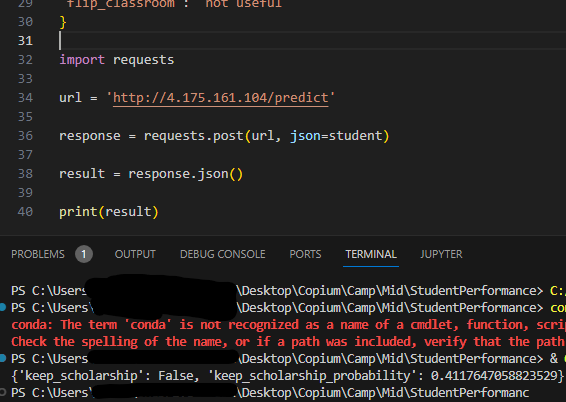 29 'flip_classroom': 'not useful'
30 }
31
32 import requests
33
34 url = 'http://4.175.161.104/predict'
35
36 response = requests.post(url, json=student)
37
38 result = response.json()
39
40 print(result)
PROBLEMS 1 OUTPUT DEBUG CONSOLE PORTS TERMINAL JUPYTER
PS C:\Users \Desktop\Copium\Camp\Mid\StudentPerformance> C:/
PS C:\Users \Desktop\Copium\Camp\Mid\StudentPerformance> con
conda: The term 'conda' is not recognized as a name of a cmdlet, function, scri
Check the spelling of the name, or if a path was included, verify that the path
PS C:\Users \Desktop\Copium\Camp\Mid\StudentPerformance> &
{'keep_scholarship': False, 'keep_scholarship_probability': 0.4117647058823529}
PS C:\Users \Desktop\Copium\Camp\Mid\StudentPerformanc